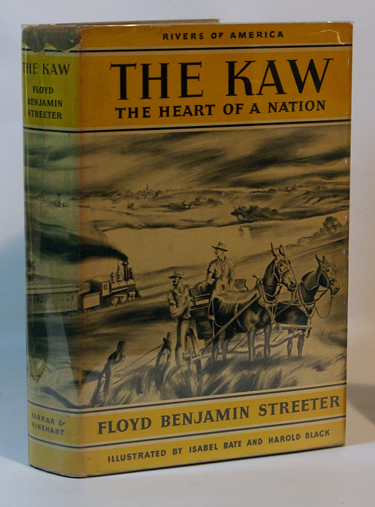 THE KAW
FLOYD
BENJAMIN
STREETER
FARRAR &
RINEHART
RIVERS OF AMERICA
THE KAW
THE HEART OF A NATION
FLOYD BENJAMIN STREETER
ILLUSTRATED BY ISABEL BATE AND HAROLD BLACK